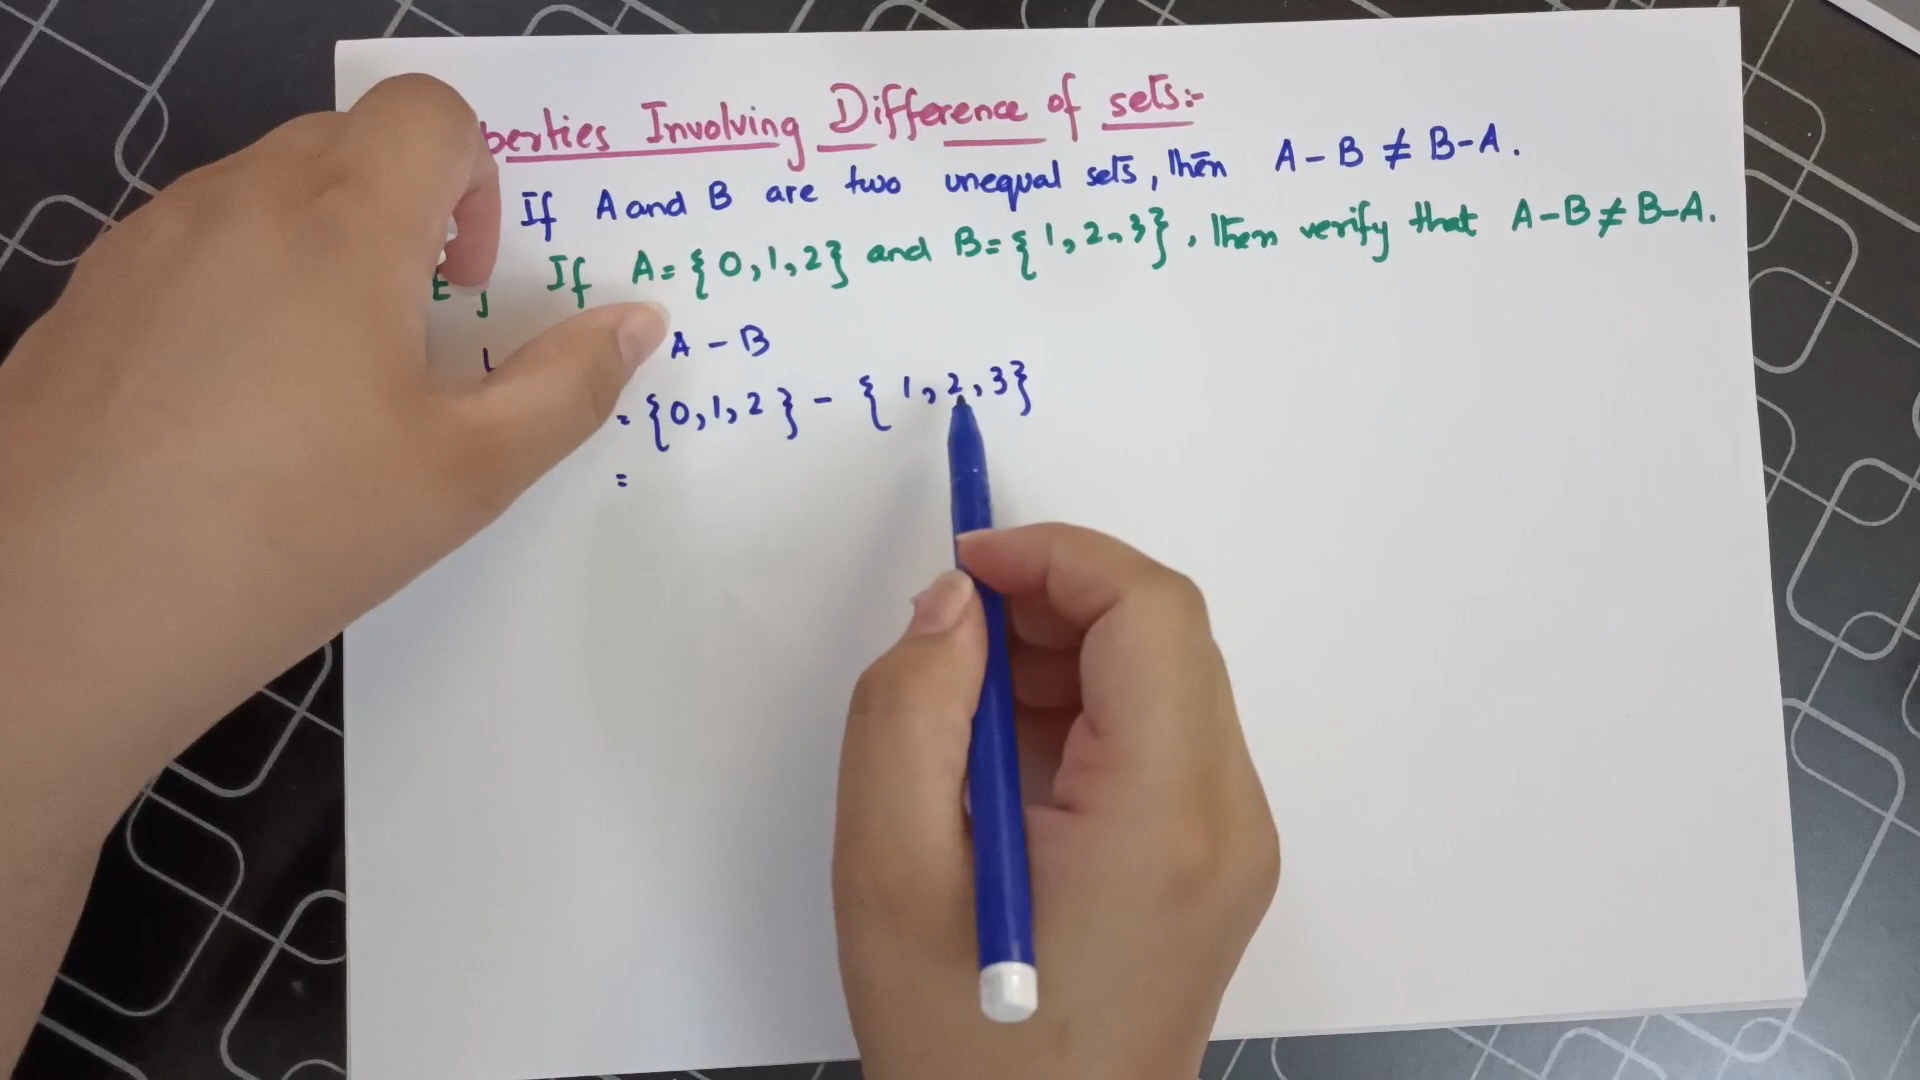 Involving Difference of sets:-
If A and B are two unequal sets, then A - B ≠ B - A.
If A = {0, 1, 2} and B = {1, 2, 3}, then verify that A - B ≠ B - A.
A - B
= {0, 1, 2} - {1, 2, 3}
=